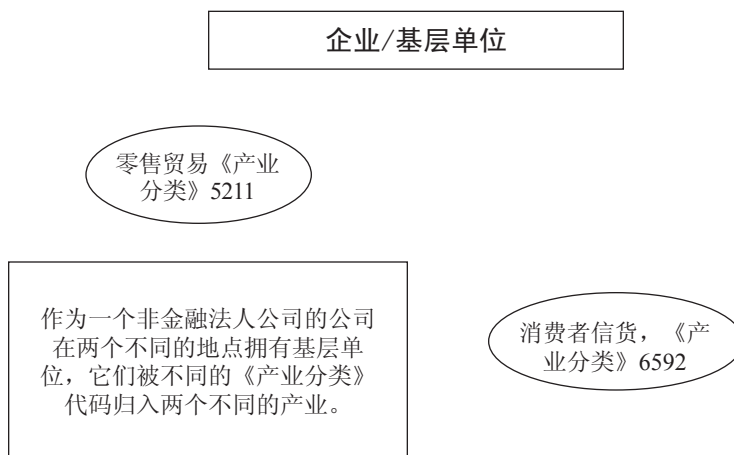 企业/基层单位
零售贸易《产业
分类》5211
作为一个非金融法人公司的公司
在两个不同的地点拥有基层单
位，它们被不同的《产业分类》
代码归入两个不同的产业。
消费者信货，《产
业分类》6592